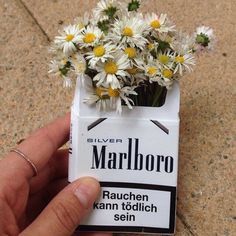 SILVER
Marlboro
Rauchen
kann tödlich
sein